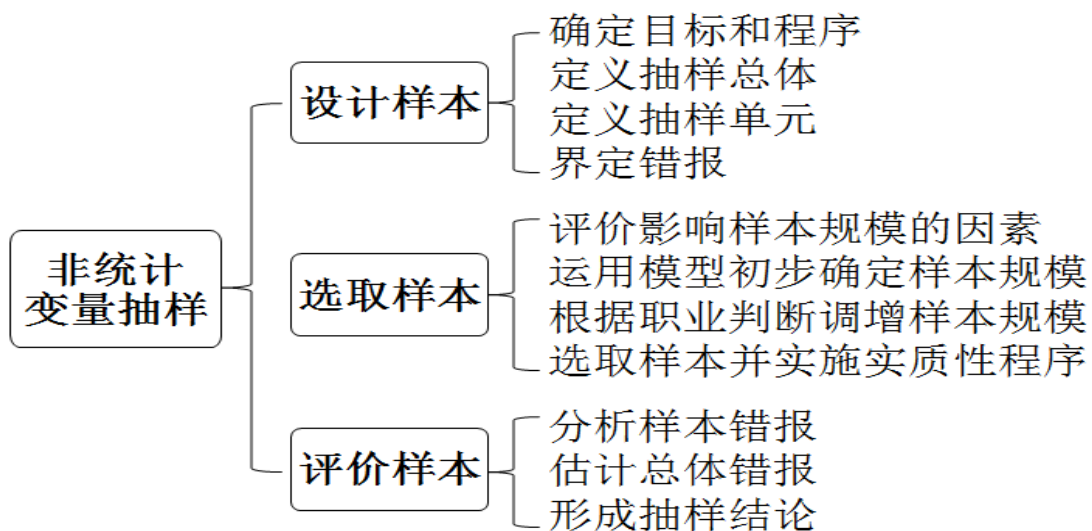 非统计
变量抽样
设计样本
确定目标和程序
定义抽样总体
定义抽样单元
界定错报
选取样本
评价影响样本规模的因素
运用模型初步确定样本规模
根据职业判断调增样本规模
选取样本并实施实质性程序
评价样本
分析样本错报
估计总体错报
形成抽样结论